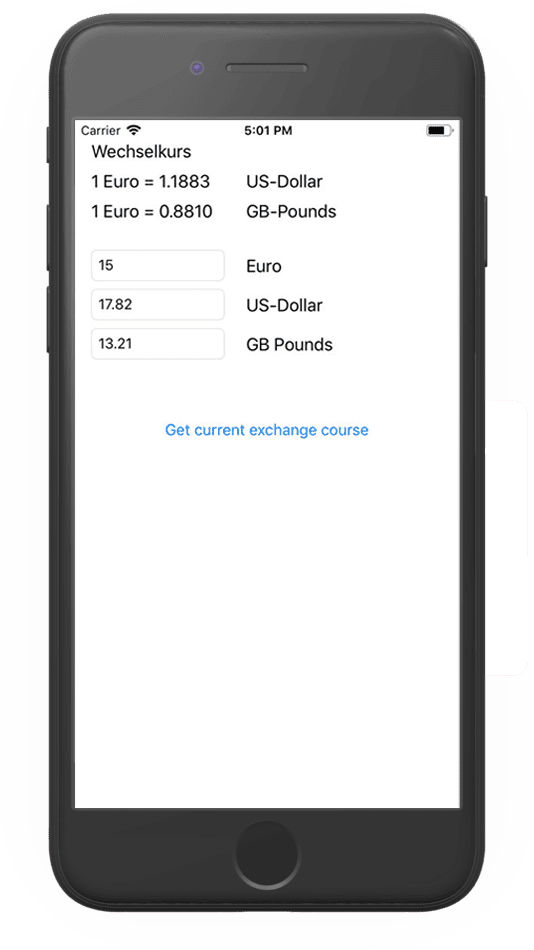 Carrier 5:01 PM
Wechselkurs
1 Euro = 1.1883 US-Dollar
1 Euro = 0.8810 GB-Pounds
15 Euro
17.82 US-Dollar
13.21 GB Pounds
Get current exchange course